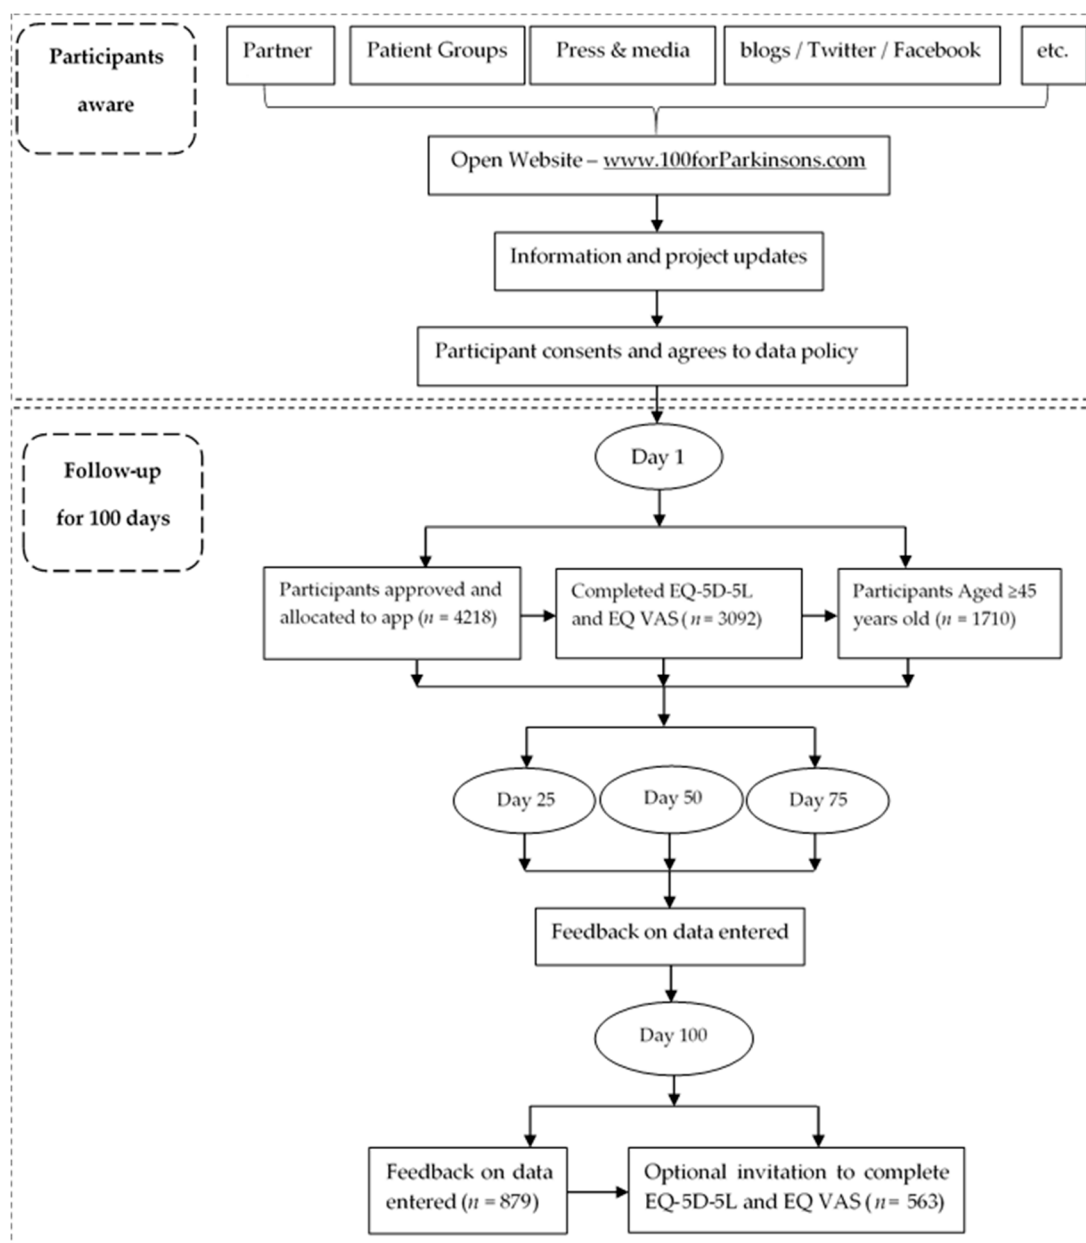 Participants
aware
Partner
Patient Groups
Press & media
blogs / Twitter / Facebook
etc.
Open Website – www.100forParkinsons.com
Information and project updates
Participant consents and agrees to data policy
Follow-up
for 100 days
Day 1
Participants approved and
allocated to app (n = 4218)
Completed EQ-5D-5L
and EQ VAS (n = 3092)
Participants Aged ≥45
years old (n = 1710)
Day 25
Day 50
Day 75
Feedback on data entered
Day 100
Feedback on data
entered (n = 879)
Optional invitation to complete
EQ-5D-5L and EQ VAS (n = 563)